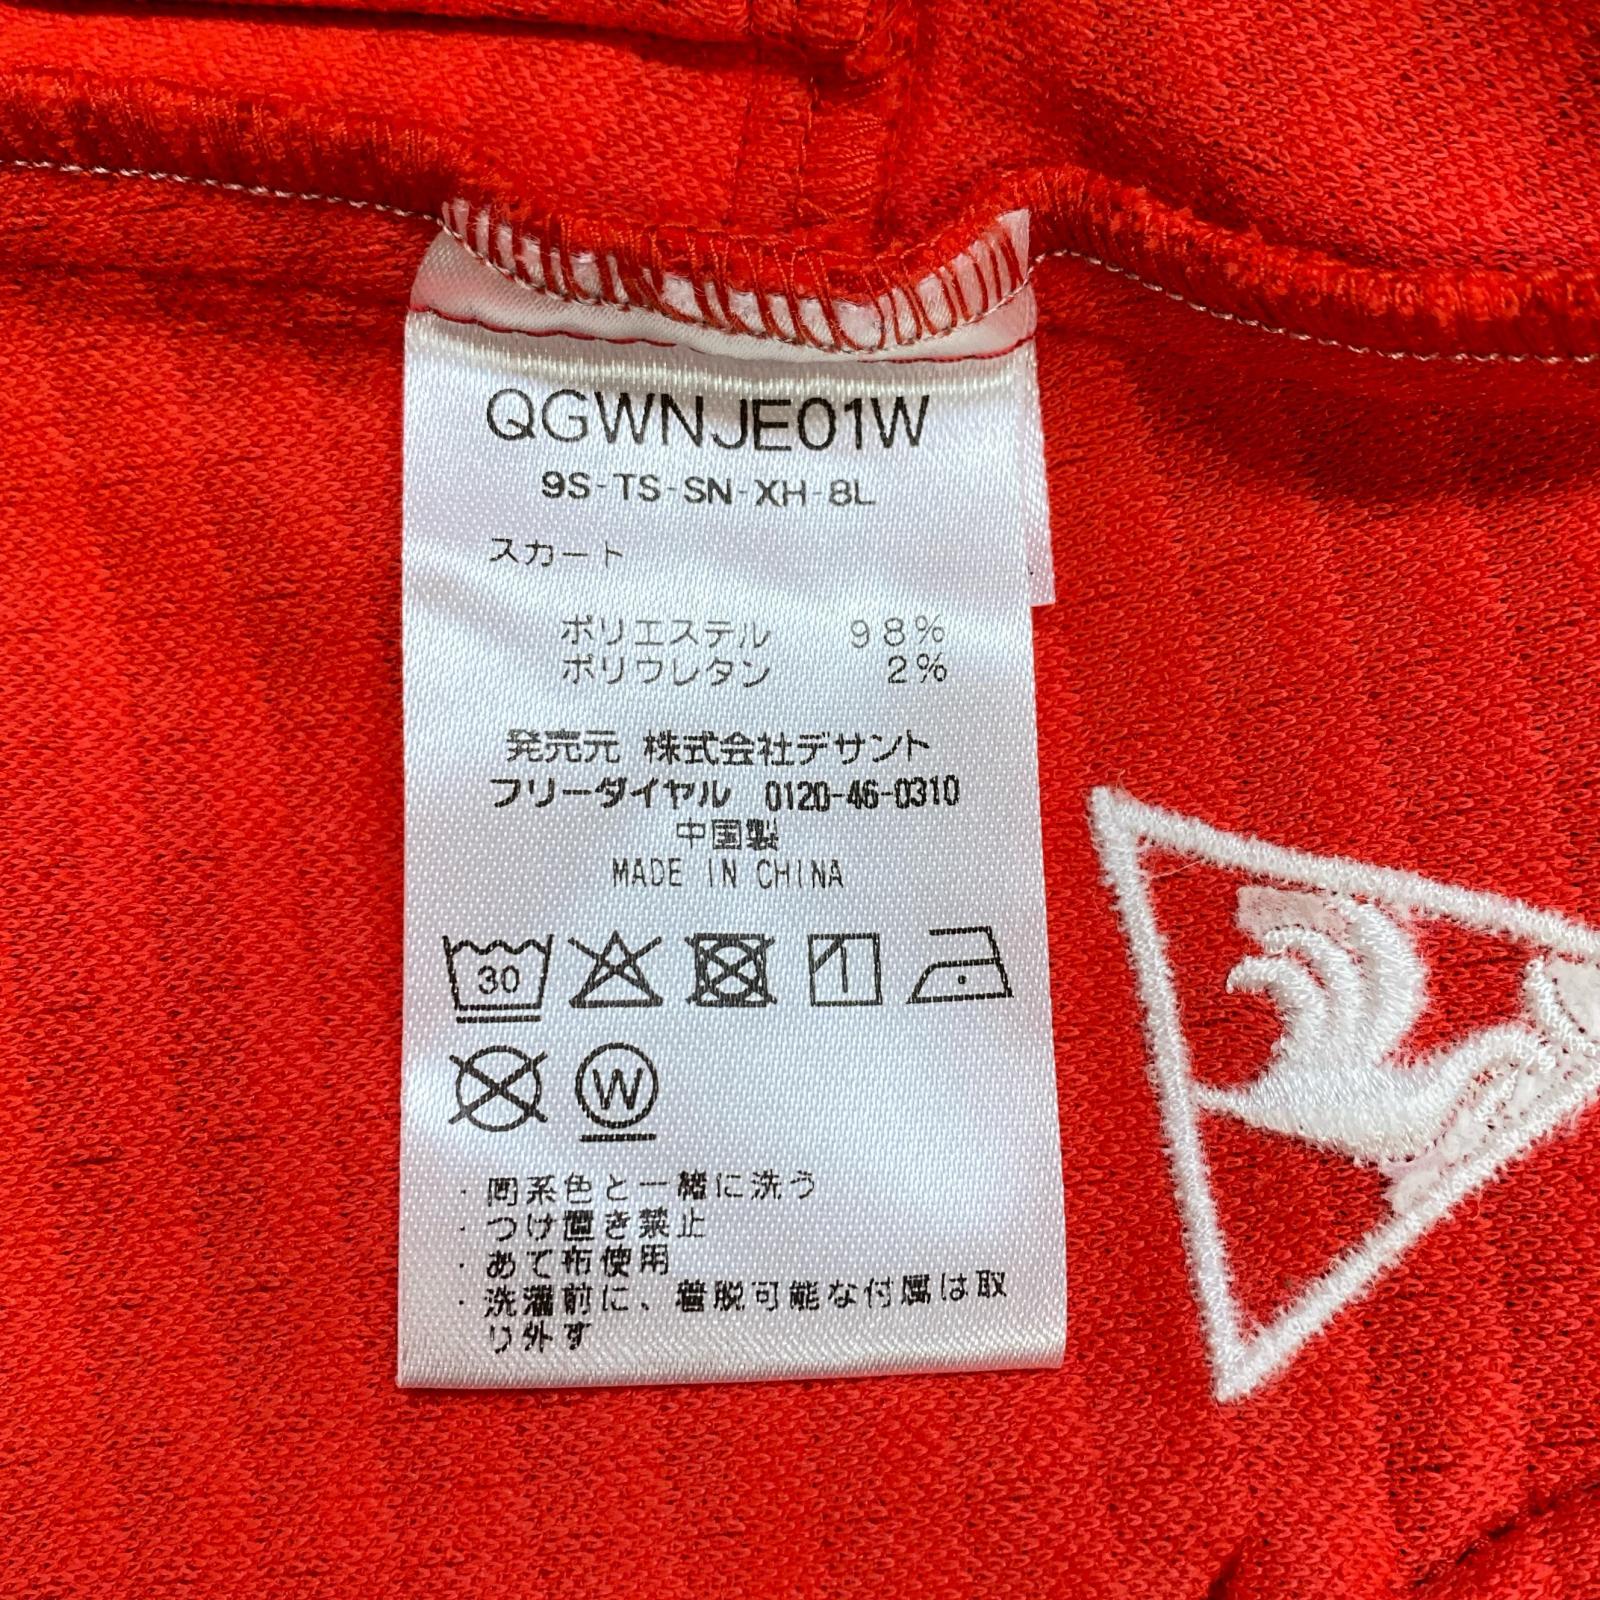 QGWNJE01W
9S-TS-SN-XH-8L
スカート
ポリエステル 98%
ポリウレタン 2%
発売元 株式会社デサント
フリーダイヤル 0120-46-0310
中国製
MADE IN CHINA
30
W
・同系色と一緒に洗う
・つけ置き禁止
・あて布使用
・洗濯前に、着脱可能な付属は取
り外す